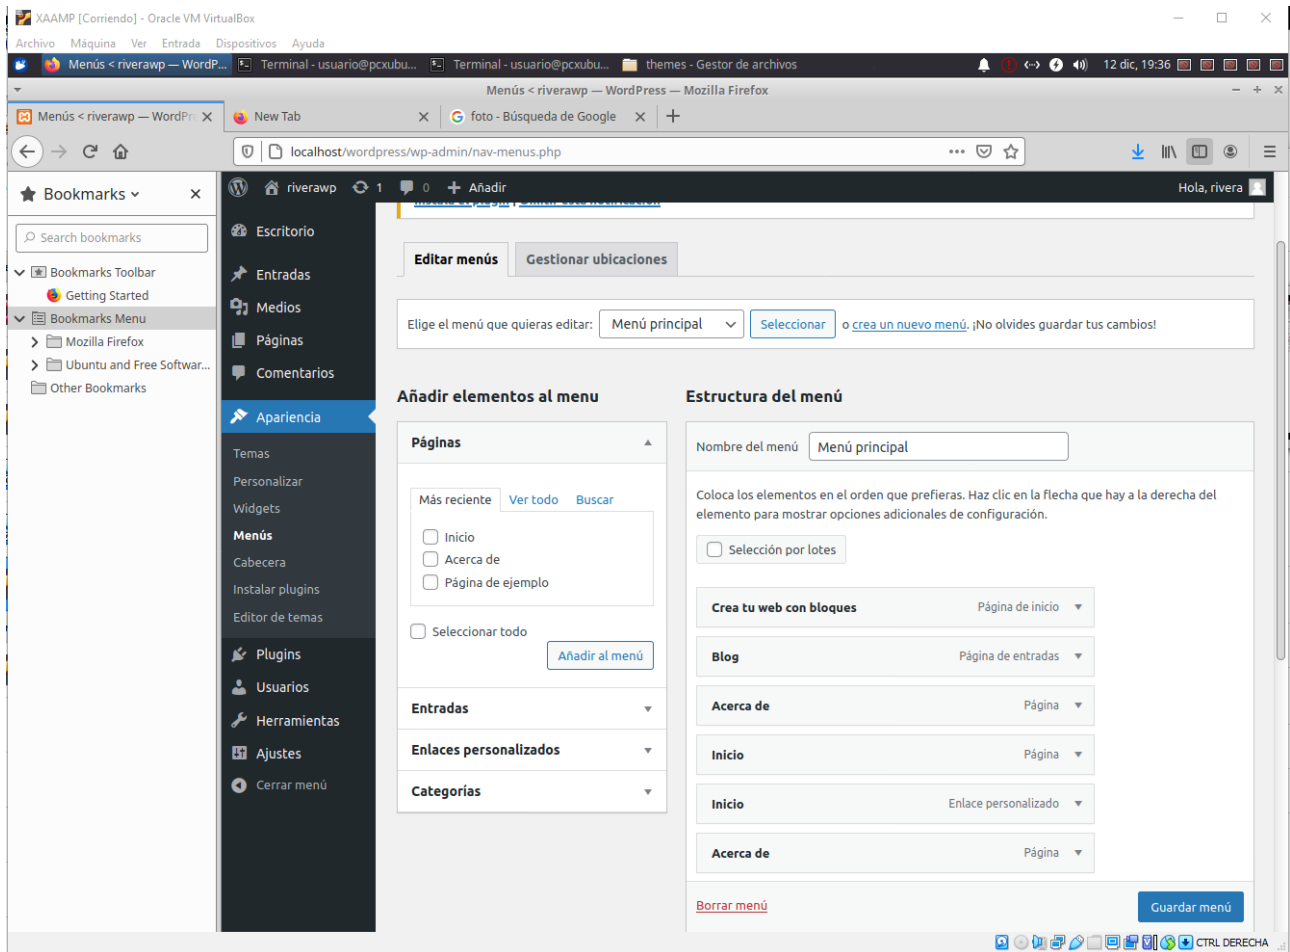 XAAMP [Corriendo] - Oracle VM VirtualBox
Archivo Máquina Ver Entrada Dispositivos Ayuda
Menús < riverawp — WordP... Terminal - usuario@pcxubu... Terminal - usuario@pcxubu... themes - Gestor de archivos 12 dic, 19:36
Menús < riverawp — WordPress — Mozilla Firefox
Menús < riverawp — WordPr New Tab foto - Búsqueda de Google
localhost/wordpress/wp-admin/nav-menus.php
Bookmarks
Search bookmarks
Bookmarks Toolbar
Getting Started
Bookmarks Menu
Mozilla Firefox
Ubuntu and Free Softwar...
Other Bookmarks
riverawp 1 0 Añadir Hola, rivera
Escritorio
Entradas
Medios
Páginas
Comentarios
Apariencia
Temas
Personalizar
Widgets
Menús
Cabecera
Instalar plugins
Editor de temas
Plugins
Usuarios
Herramientas
Ajustes
Cerrar menú
Editar menús Gestionar ubicaciones
Elige el menú que quieras editar: Menú principal Seleccionar o crea un nuevo menú. ¡No olvides guardar tus cambios!
Añadir elementos al menu
Páginas
Más reciente Ver todo Buscar
Inicio
Acerca de
Página de ejemplo
Seleccionar todo
Añadir al menú
Entradas
Enlaces personalizados
Categorías
Estructura del menú
Nombre del menú Menú principal
Coloca los elementos en el orden que prefieras. Haz clic en la flecha que hay a la derecha del
elemento para mostrar opciones adicionales de configuración.
Selección por lotes
Crea tu web con bloques Página de inicio
Blog Página de entradas
Acerca de Página
Inicio Página
Inicio Enlace personalizado
Acerca de Página
Borrar menú Guardar menú
CTRL DERECHA